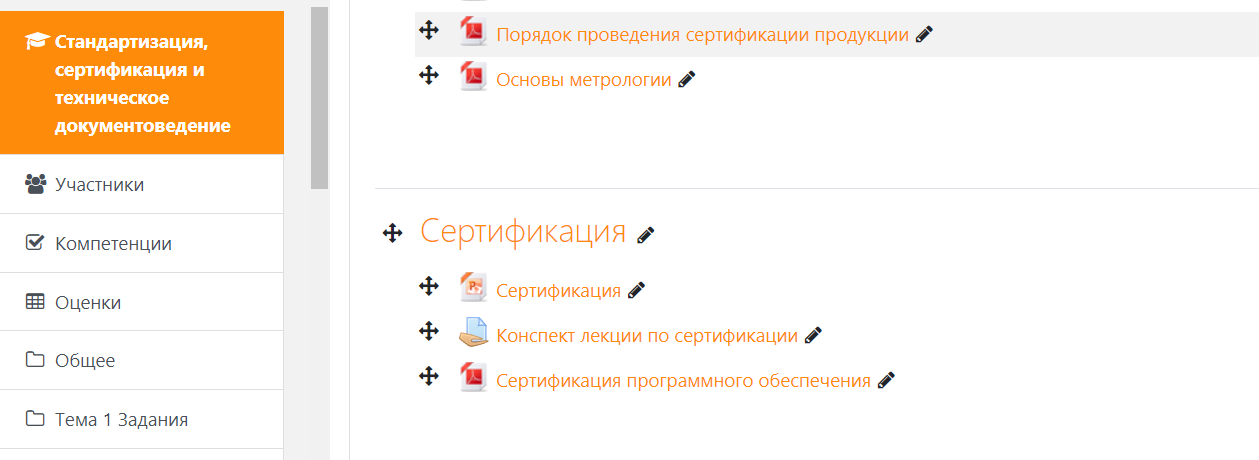 Стандартизация,
сертификация и
техническое
документоведение
Участники
Компетенции
Оценки
Общее
Тема 1 Задания
Порядок проведения сертификации продукции
Основы метрологии
Сертификация
Сертификация
Конспект лекции по сертификации
Сертификация программного обеспечения